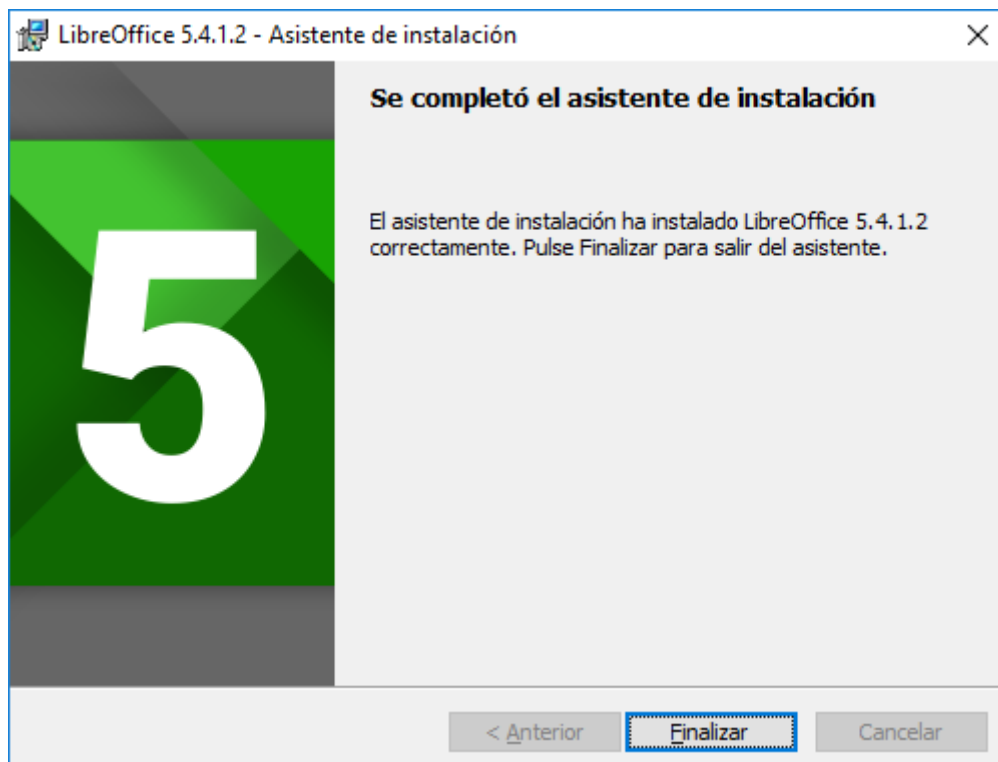 LibreOffice 5.4.1.2 - Asistente de instalación
Se completó el asistente de instalación
El asistente de instalación ha instalado LibreOffice 5.4.1.2
correctamente. Pulse Finalizar para salir del asistente.
5
< Anterior Finalizar Cancelar